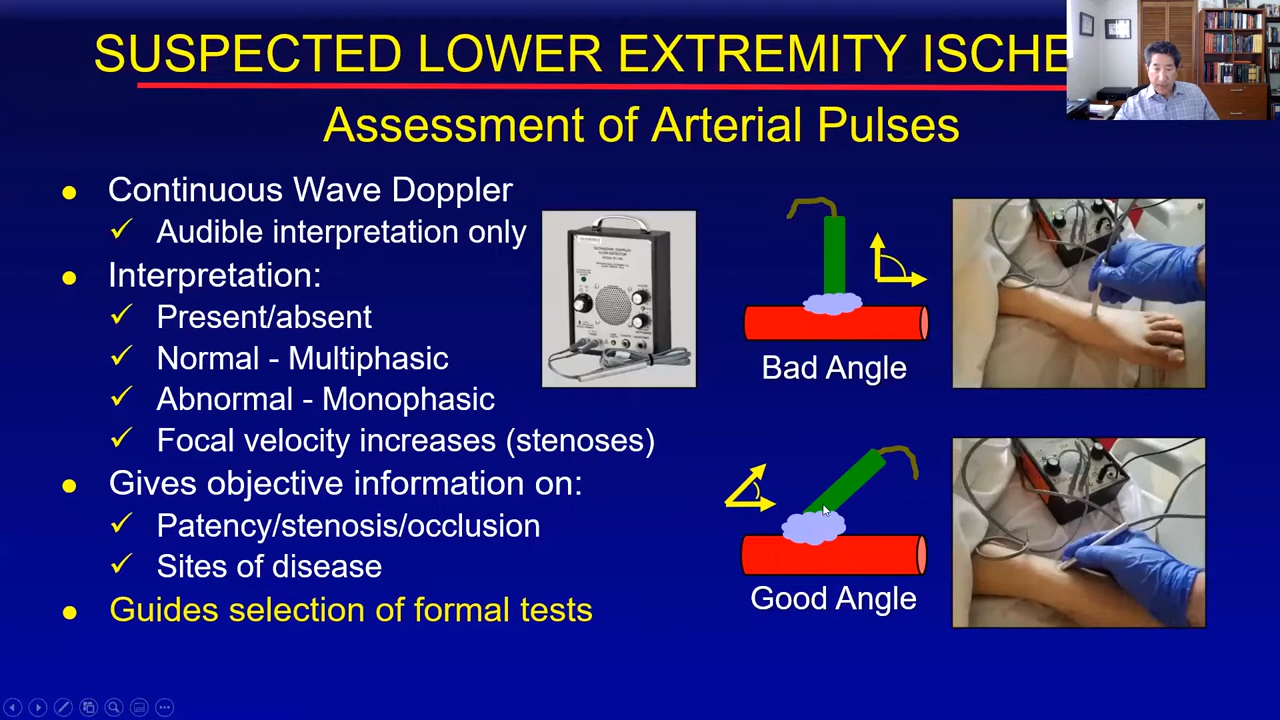 SUSPECTED LOWER EXTREMITY ISCHE
Assessment of Arterial Pulses
Continuous Wave Doppler
✓ Audible interpretation only
Interpretation:
✓ Present/absent
✓ Normal - Multiphasic
✓ Abnormal - Monophasic
✓ Focal velocity increases (stenoses)
Gives objective information on:
✓ Patency/stenosis/occlusion
✓ Sites of disease
Guides selection of formal tests
Bad Angle
Good Angle